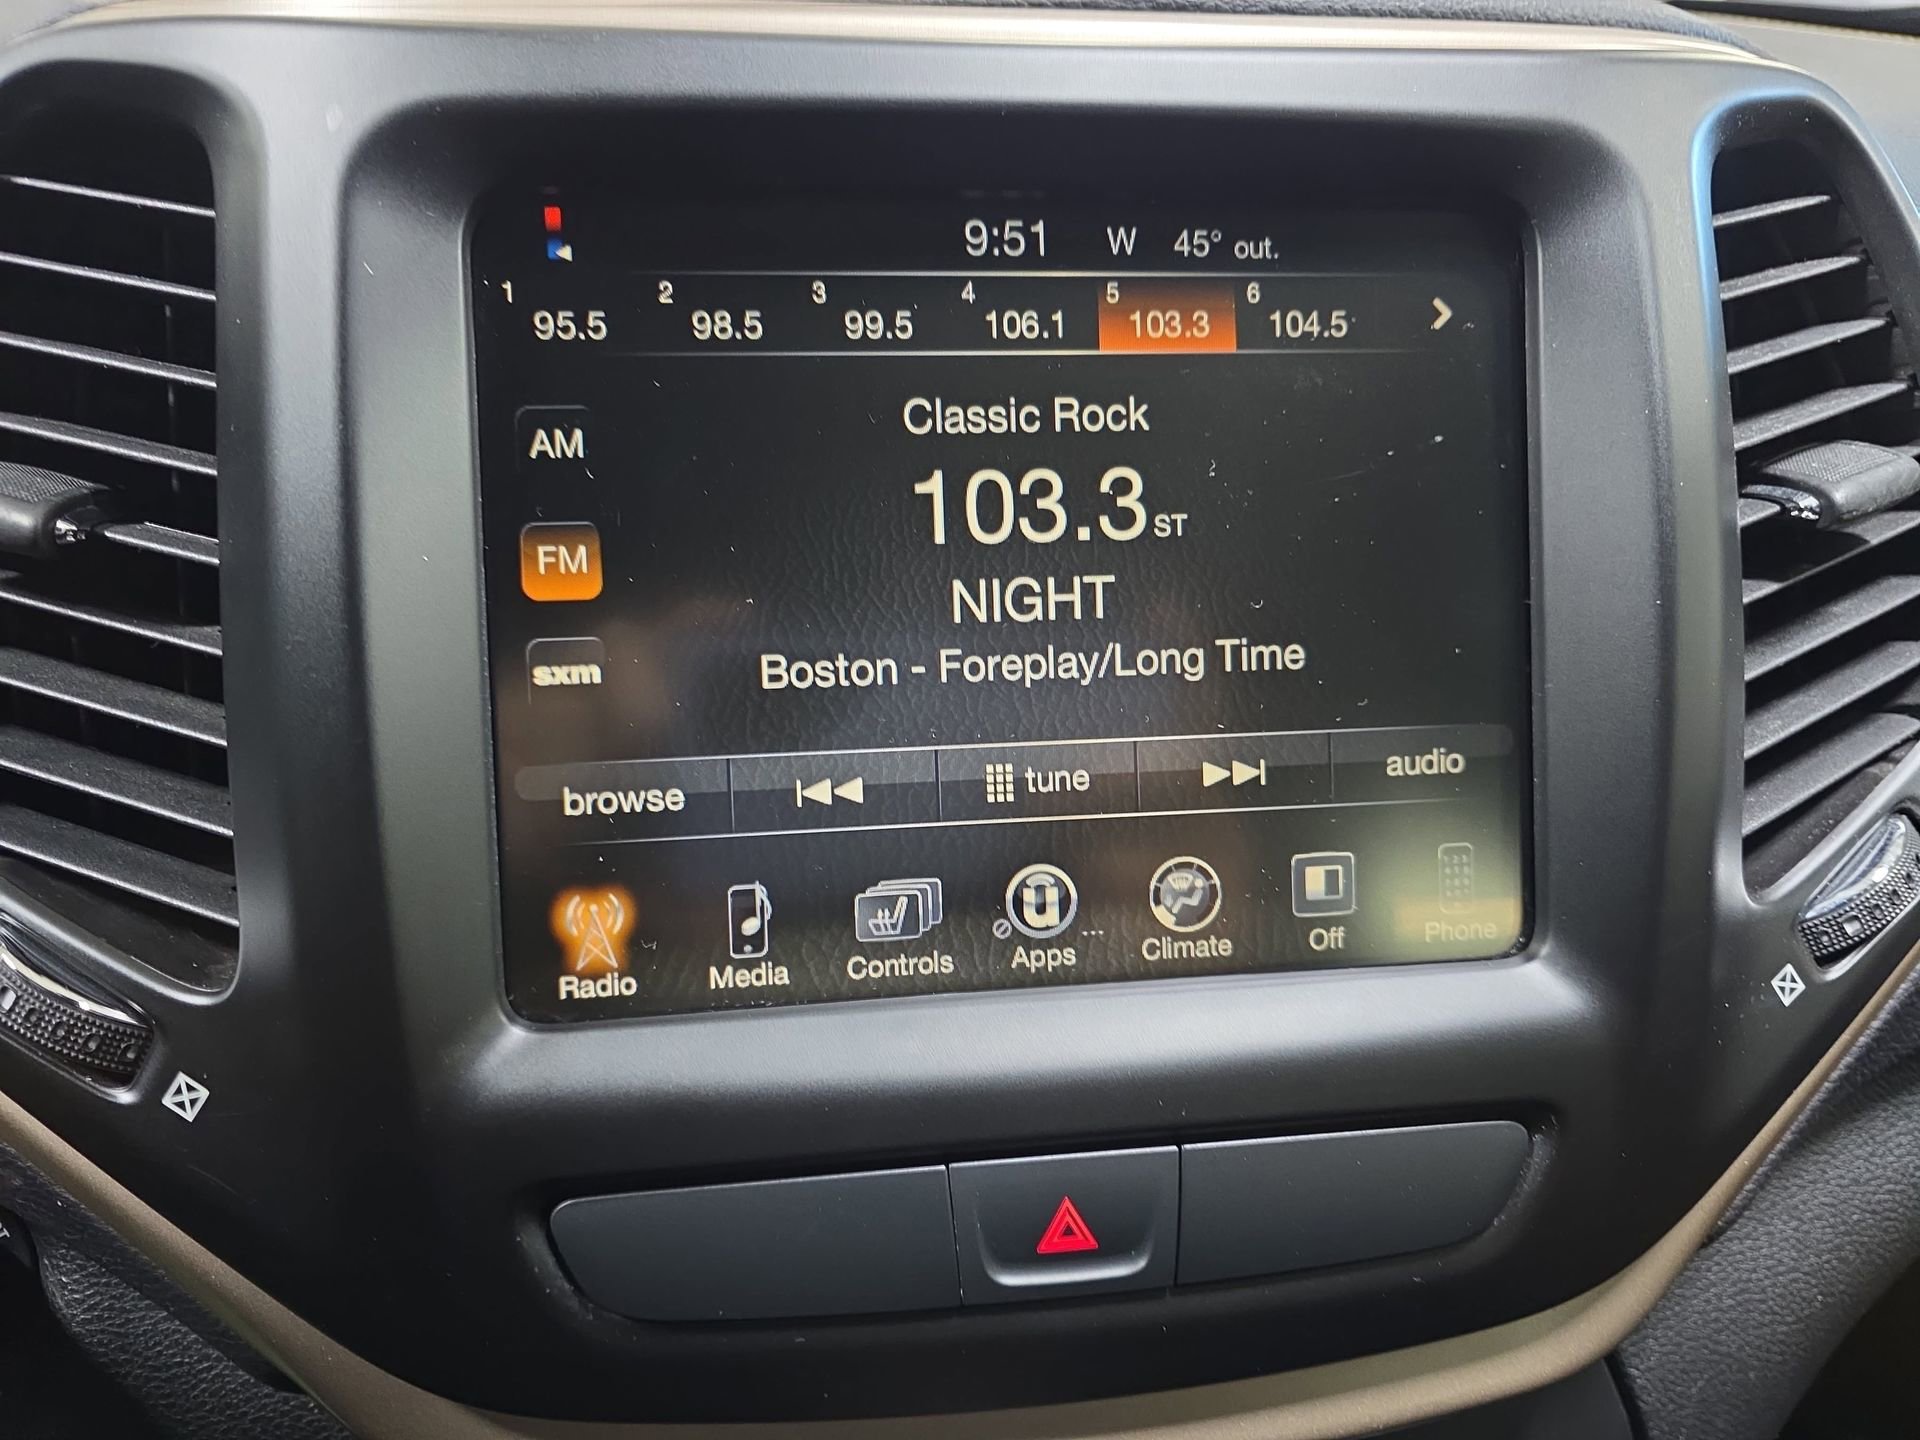 9:51 W 45° out.
1 2 3 4 5 6
95.5 98.5 99.5 106.1 103.3 104.5
Classic Rock
AM
103.3 ST
FM
NIGHT
sxm
Boston - Foreplay/Long Time
browse tune audio
Radio Media Controls Apps ... Climate Off Phone